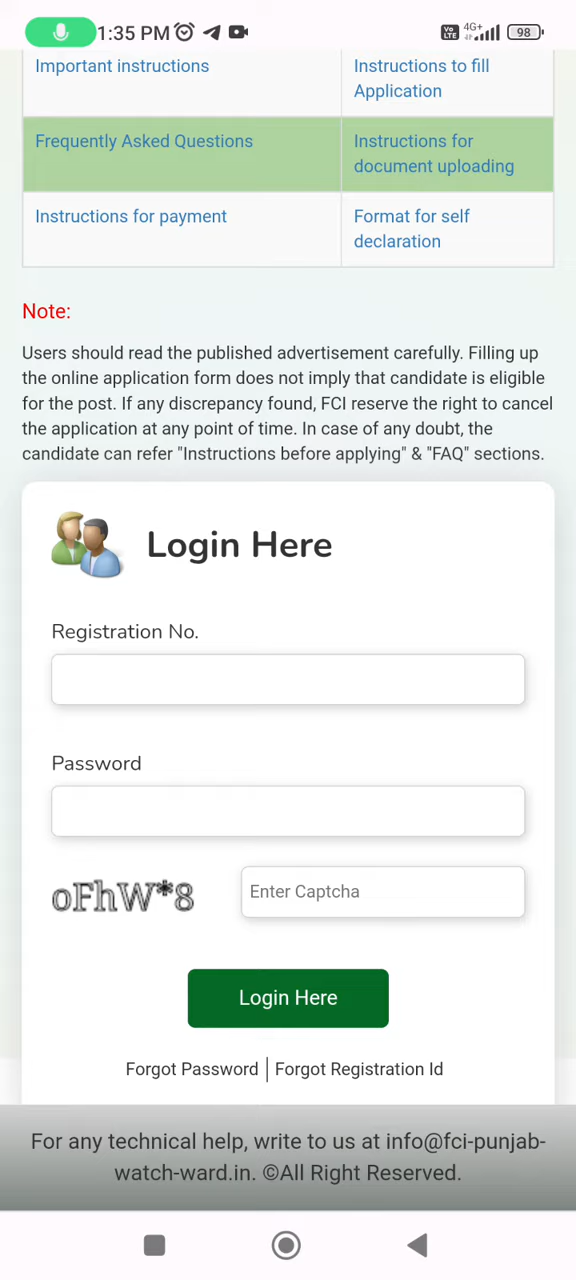 1:35 PM
Vo LTE 4G+ 98
Important instructions
Instructions to fill
Application
Frequently Asked Questions
Instructions for
document uploading
Instructions for payment
Format for self
declaration
Note:
Users should read the published advertisement carefully. Filling up
the online application form does not imply that candidate is eligible
for the post. If any discrepancy found, FCI reserve the right to cancel
the application at any point of time. In case of any doubt, the
candidate can refer "Instructions before applying" & "FAQ" sections.
Login Here
Registration No.
Password
oFhW*8
Enter Captcha
Login Here
Forgot Password | Forgot Registration Id
For any technical help, write to us at info@fci-punjab-
watch-ward.in. ©All Right Reserved.